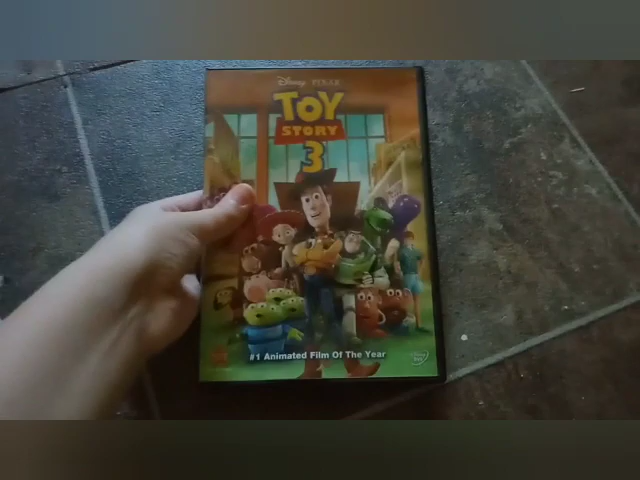 Disney PIXAR
TOY
STORY
3
#1 Animated Film Of The Year